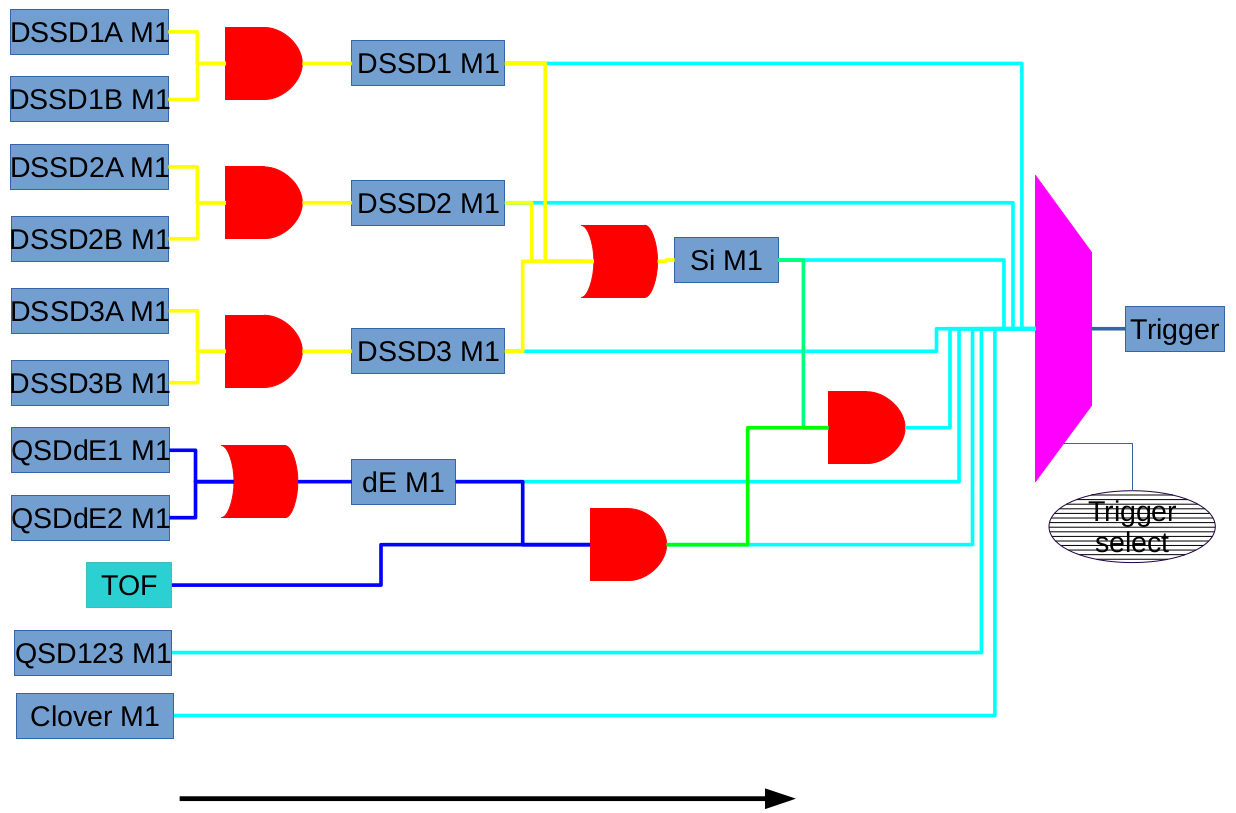 DSSD1A M1
DSSD1B M1
DSSD1 M1
DSSD2A M1
DSSD2B M1
DSSD2 M1
Si M1
DSSD3A M1
DSSD3B M1
DSSD3 M1
Trigger
QSDdE1 M1
QSDdE2 M1
dE M1
Trigger
select
TOF
QSD123 M1
Clover M1